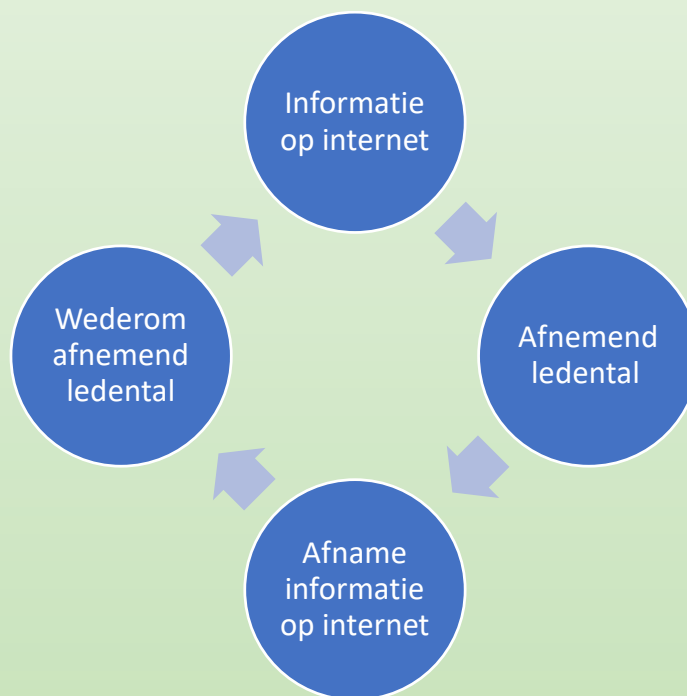 Informatie
op internet
Afnemend
ledental
Afname
informatie
op internet
Wederom
afnemend
ledental